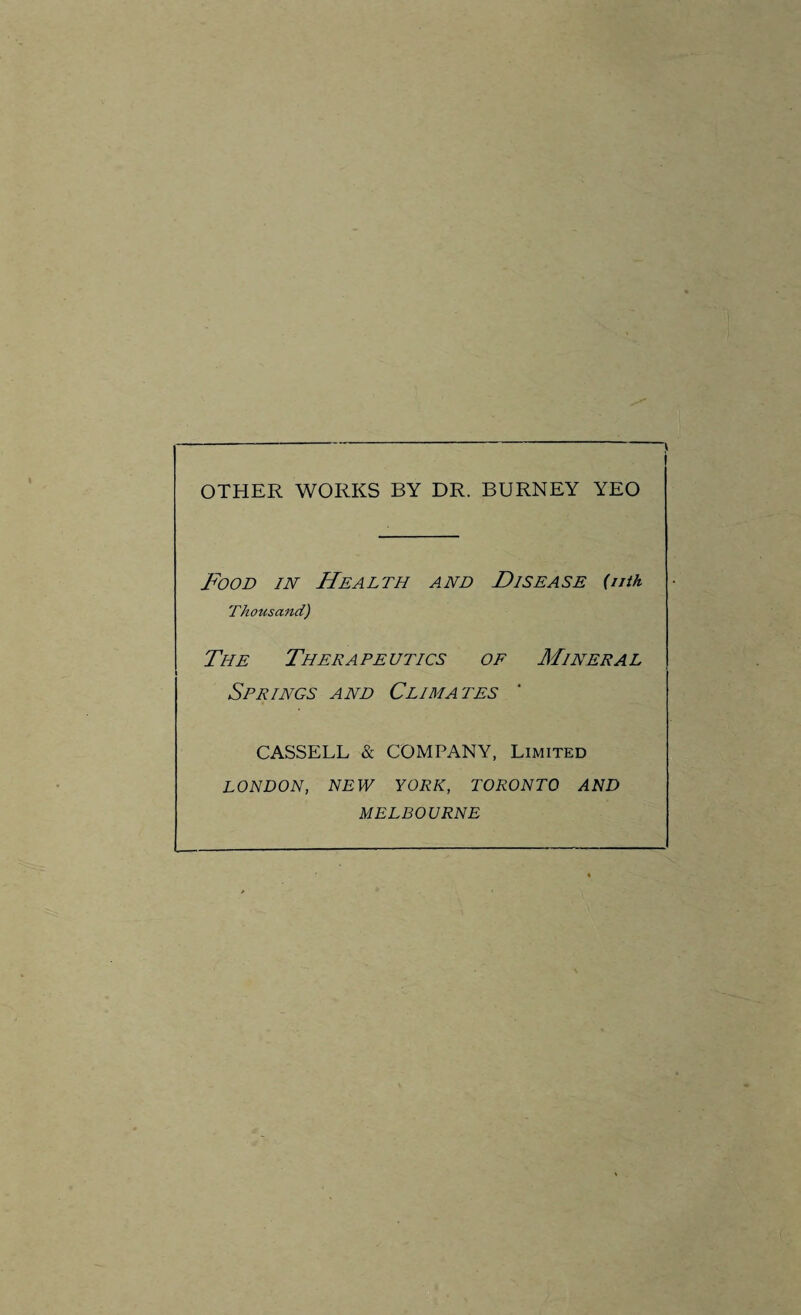 OTHER WORKS BY DR. BURNEY YEO
FOOD IN HEALTH AND DISEASE (11th
Thousand)
THE THERAPEUTICS OF MINERAL
SPRINGS AND CLIMATES
CASSELL & COMPANY, LIMITED
LONDON, NEW YORK, TORONTO AND
MELBOURNE